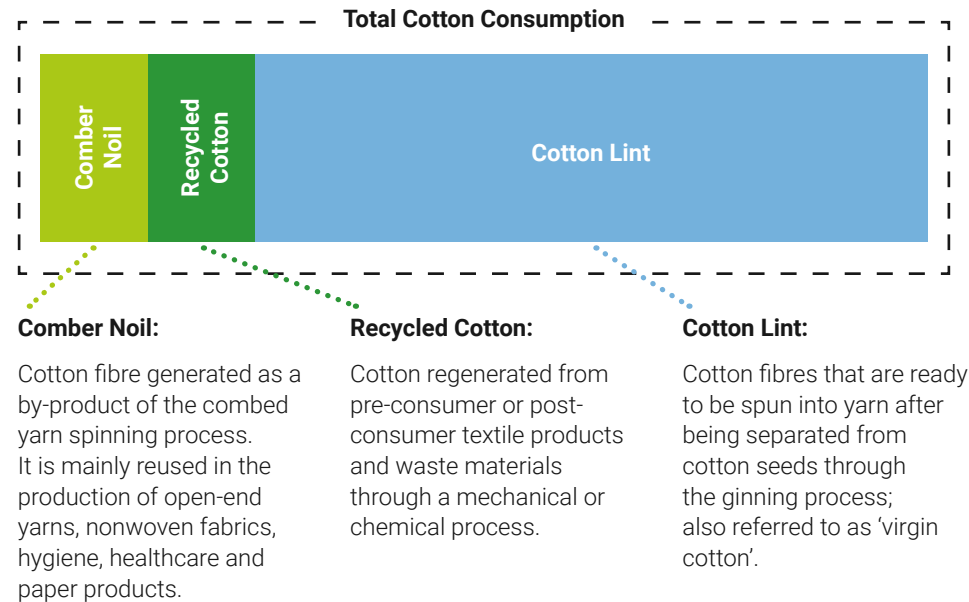 Total Cotton Consumption
Comber
Noil
Recycled
Cotton
Cotton Lint
Comber Noil:
Cotton fibre generated as a
by-product of the combed
yarn spinning process.
It is mainly reused in the
production of open-end
yarns, nonwoven fabrics,
hygiene, healthcare and
paper products.
Recycled Cotton:
Cotton regenerated from
pre-consumer or post-
consumer textile products
and waste materials
through a mechanical or
chemical process.
Cotton Lint:
Cotton fibres that are ready
to be spun into yarn after
being separated from
cotton seeds through
the ginning process;
also referred to as ‘virgin
cotton’.